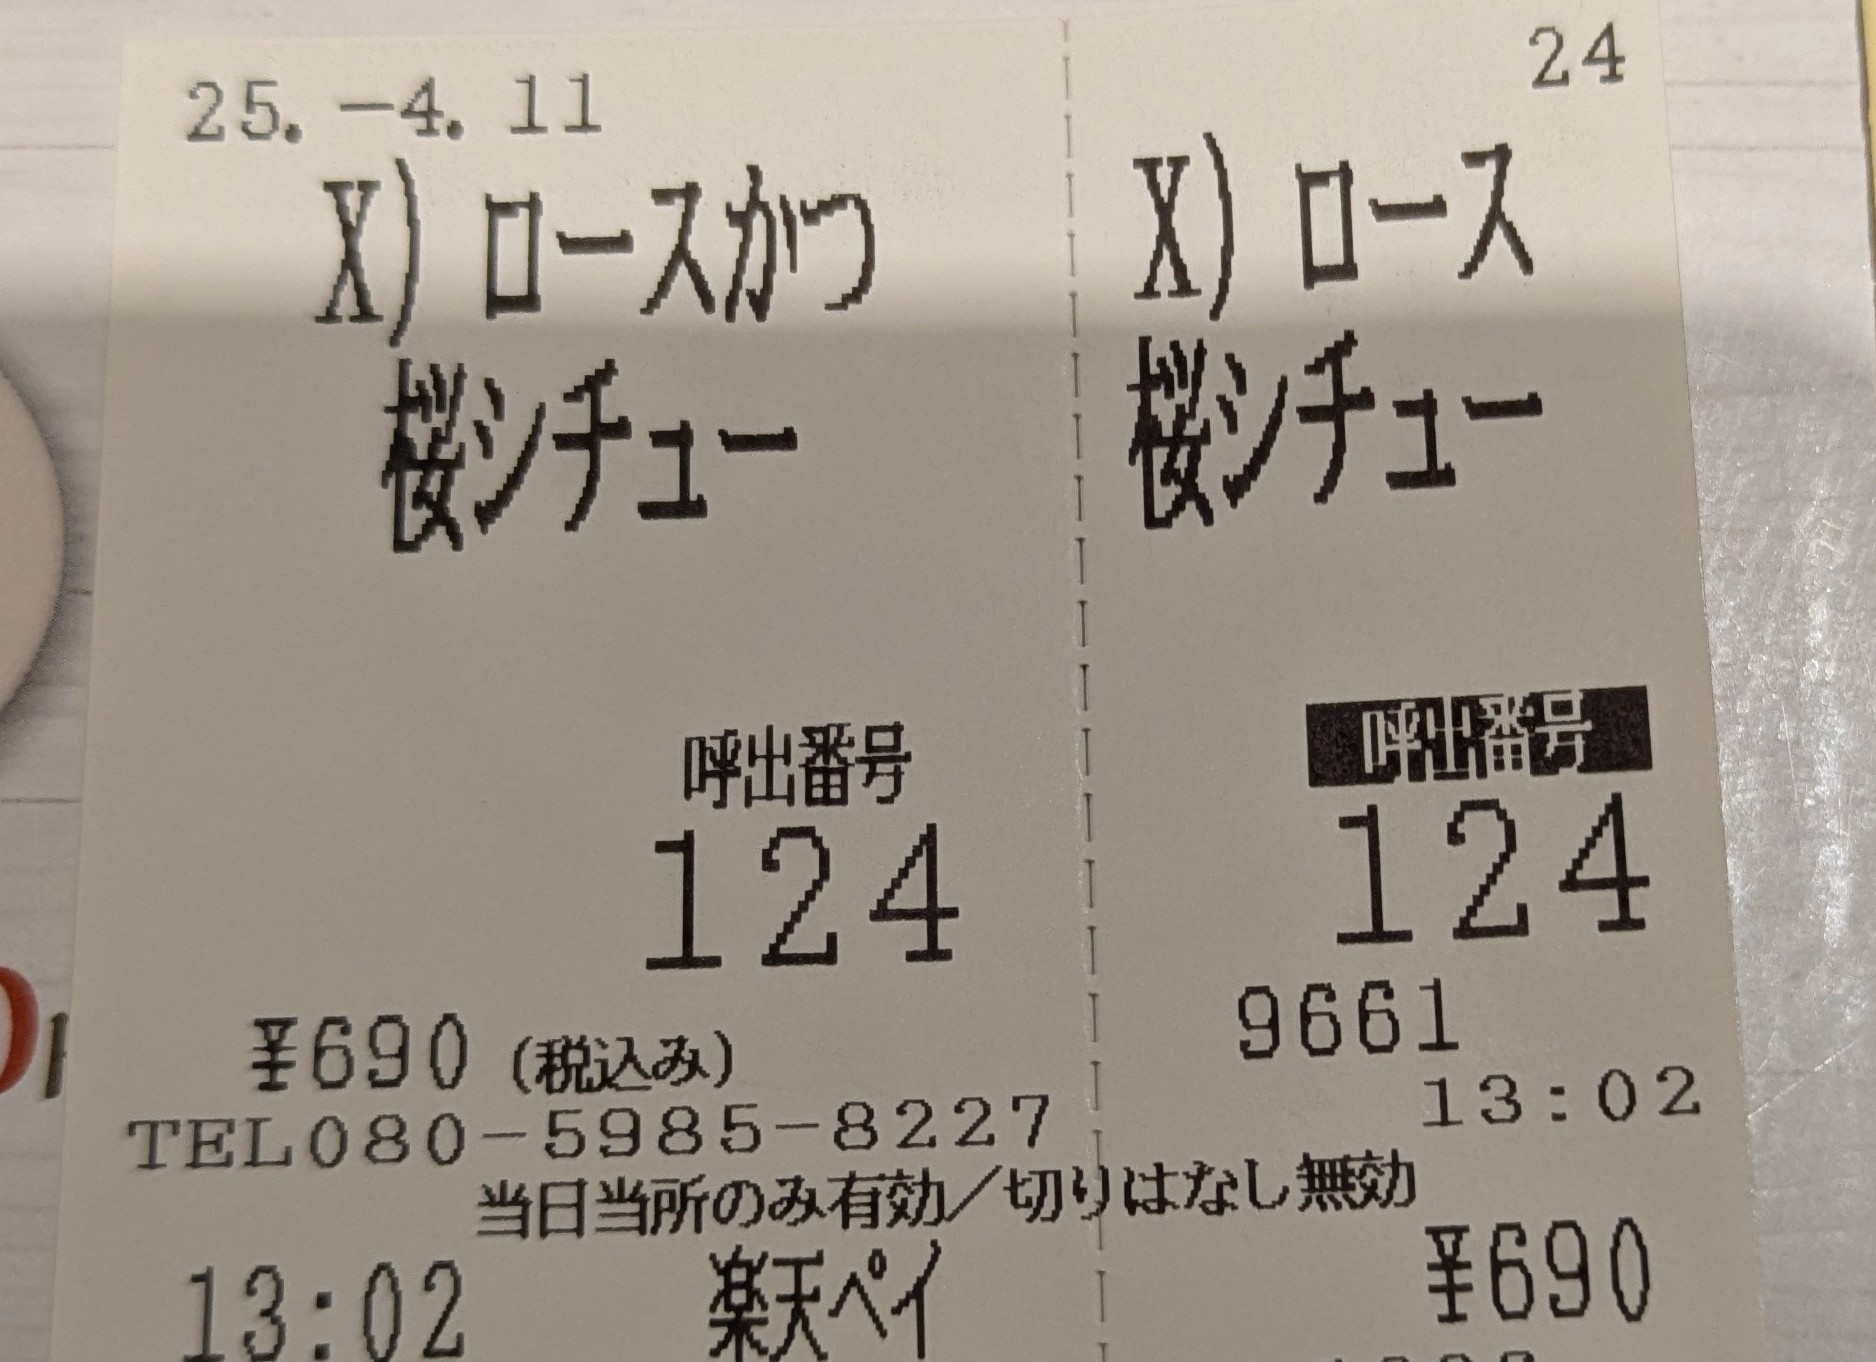 25.-4.11
X)ロースかつ
桜シチュー
呼出番号
124
¥690(税込み)
TEL080-5985-8227
当日当所のみ有効/切りはなし無効
13:02 楽天ペイ
24
X)ロース
桜シチュー
呼出番号
124
9661
13:02
¥690